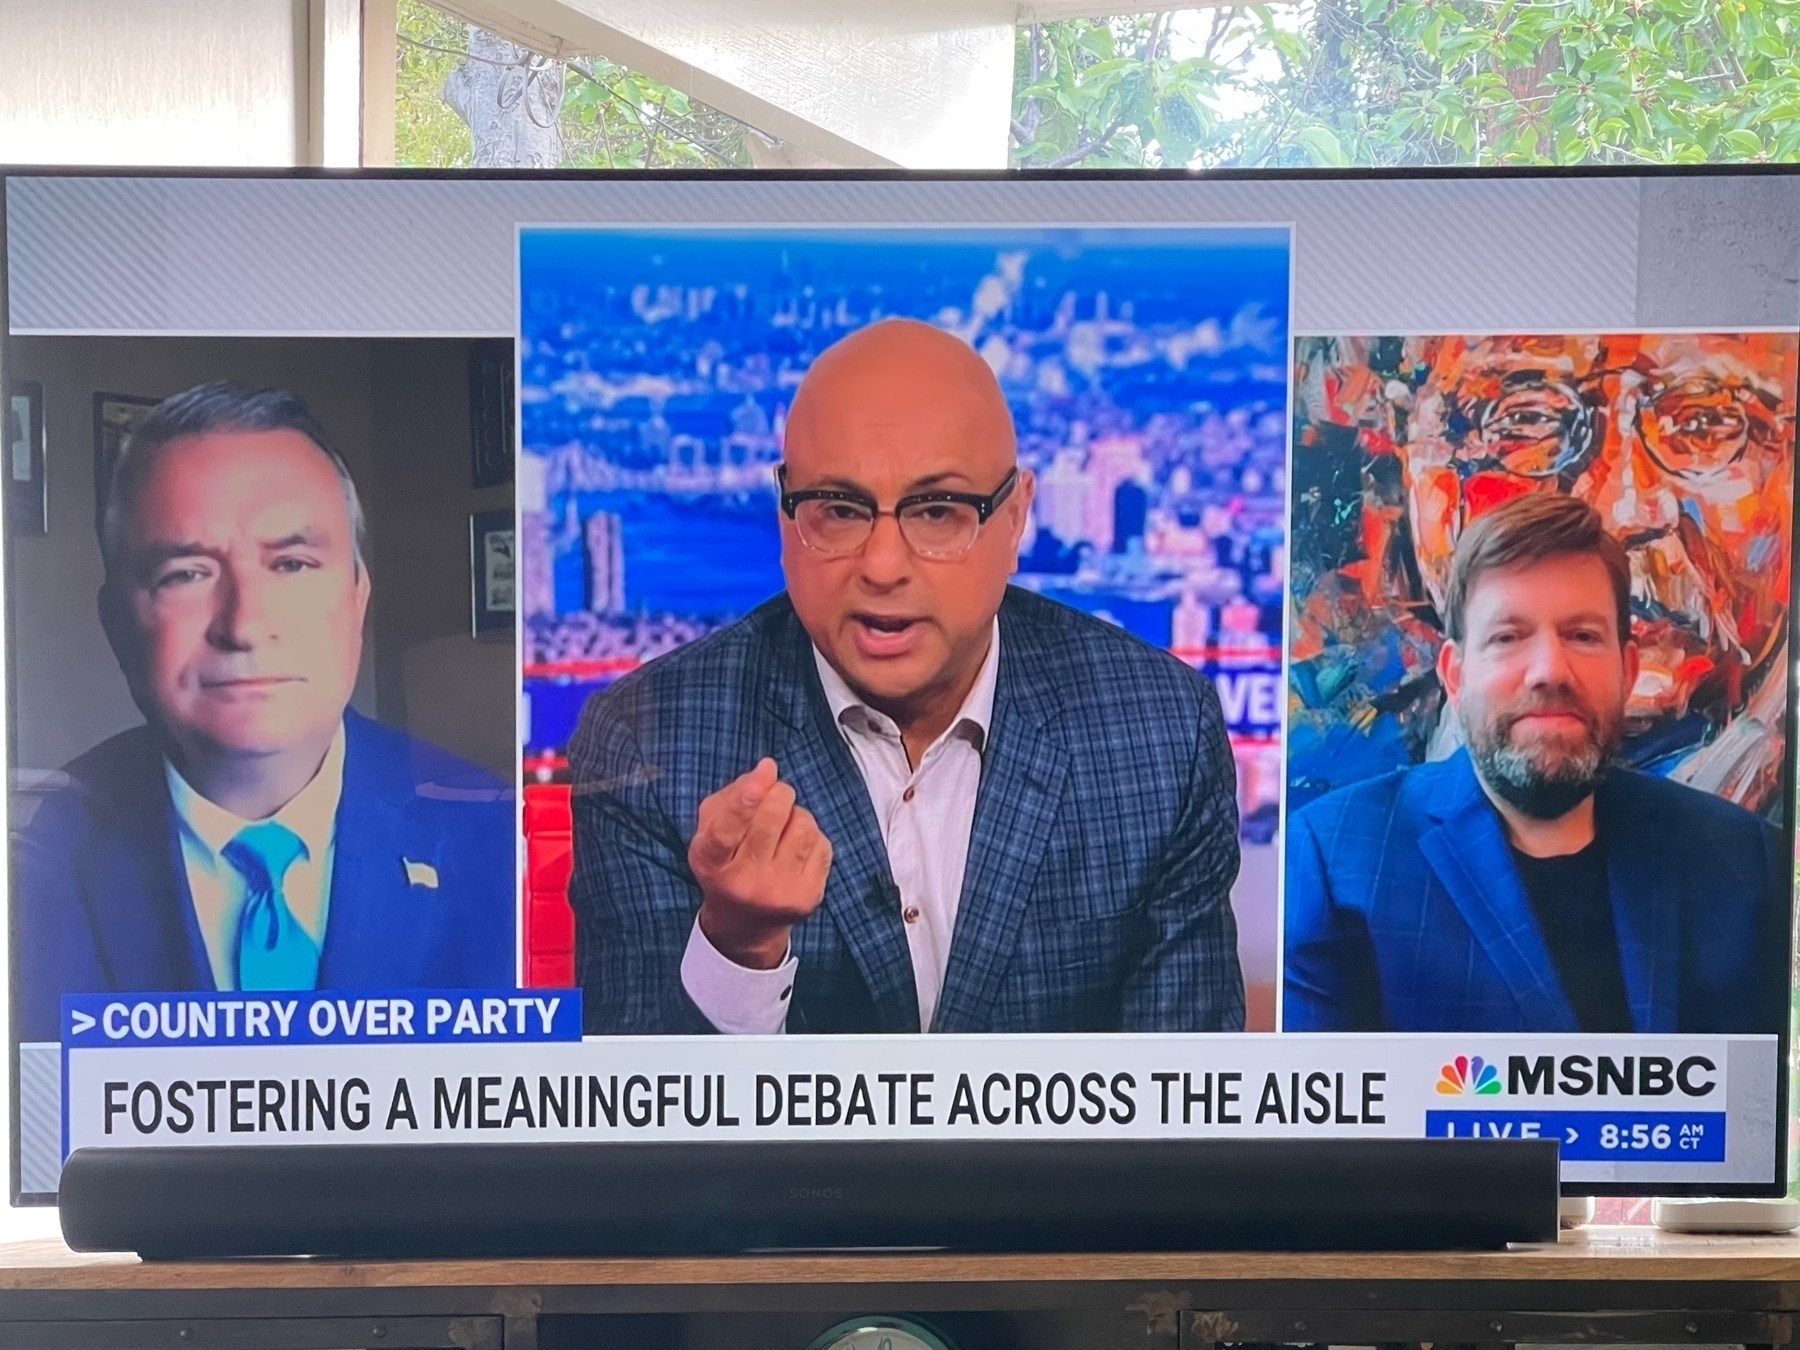 >COUNTRY OVER PARTY
FOSTERING A MEANINGFUL DEBATE ACROSS THE AISLE
MSNBC
LIVE > 8:56 AM CT
SONOS